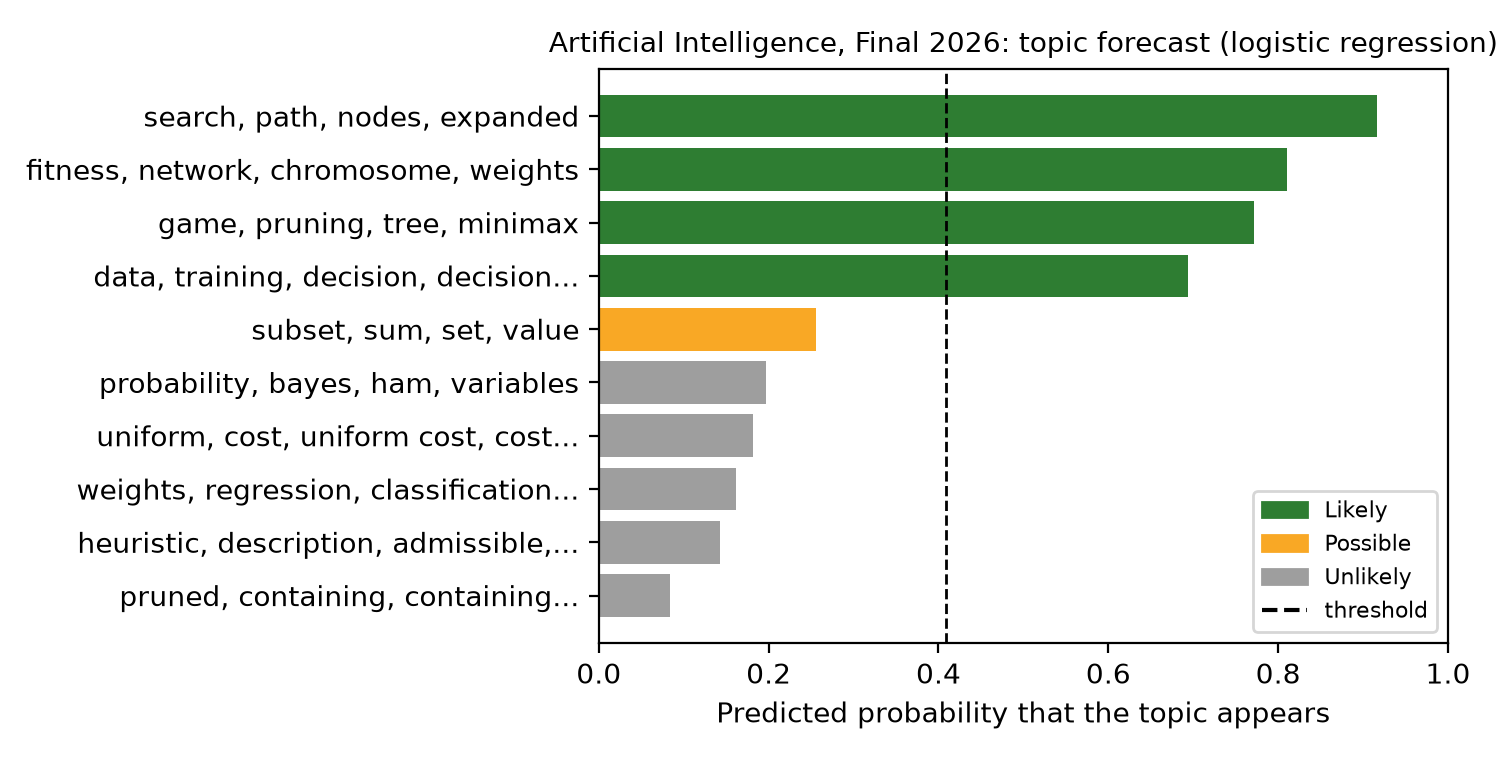 Artificial Intelligence, Final 2026: topic forecast (logistic regression)
search, path, nodes, expanded
fitness, network, chromosome, weights
game, pruning, tree, minimax
data, training, decision, decision...
subset, sum, set, value
probability, bayes, ham, variables
uniform, cost, uniform cost, cost...
weights, regression, classification...
heuristic, description, admissible,...
pruned, containing, containing...
Likely
Possible
Unlikely
threshold
0.0 0.2 0.4 0.6 0.8 1.0
Predicted probability that the topic appears